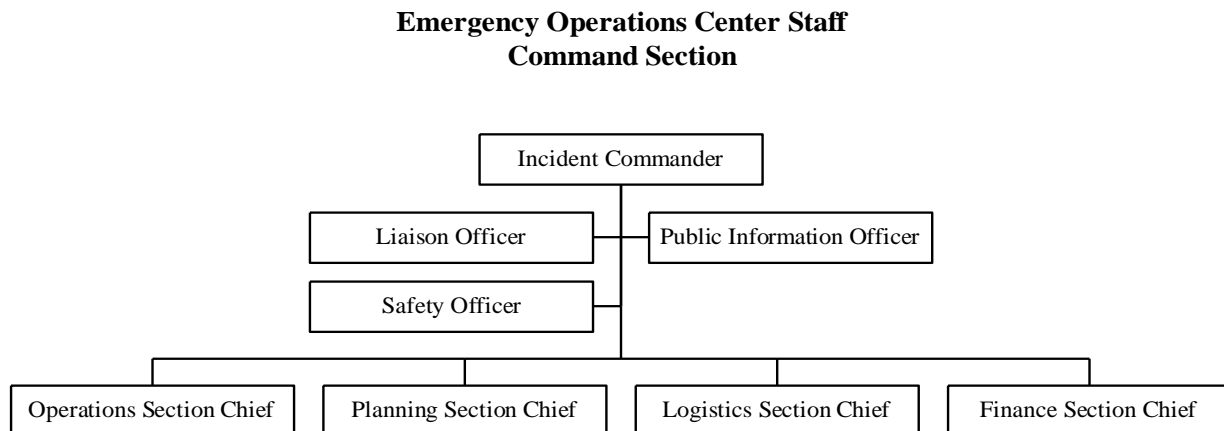 Emergency Operations Center Staff
Command Section
Incident Commander
Liaison Officer
Public Information Officer
Safety Officer
Operations Section Chief
Planning Section Chief
Logistics Section Chief
Finance Section Chief